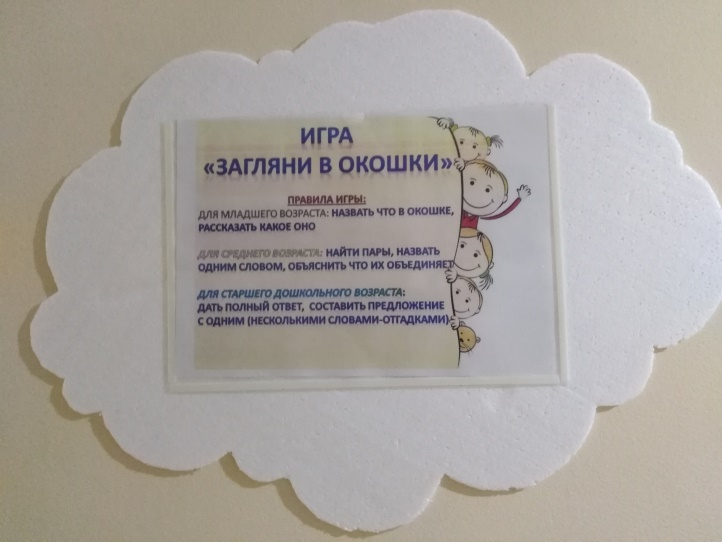 ИГРА
«ЗАГЛЯНИ В ОКОШКИ»
ПРАВИЛА ИГРЫ:
ДЛЯ МЛАДШЕГО ВОЗРАСТА: НАЗВАТЬ ЧТО В ОКОШКЕ,
РАССКАЗАТЬ КАКОЕ ОНО
ДЛЯ СРЕДНЕГО ВОЗРАСТА: НАЙТИ ПАРЫ, НАЗВАТЬ
ОДНИМ СЛОВОМ, ОБЪЯСНИТЬ ЧТО ИХ ОБЪЕДИНЯЕТ
ДЛЯ СТАРШЕГО ДОШКОЛЬНОГО ВОЗРАСТА:
ДАТЬ ПОЛНЫЙ ОТВЕТ, СОСТАВИТЬ ПРЕДЛОЖЕНИЕ
С ОДНИМ (НЕСКОЛЬКИМИ СЛОВАМИ-ОТГАДКАМИ)